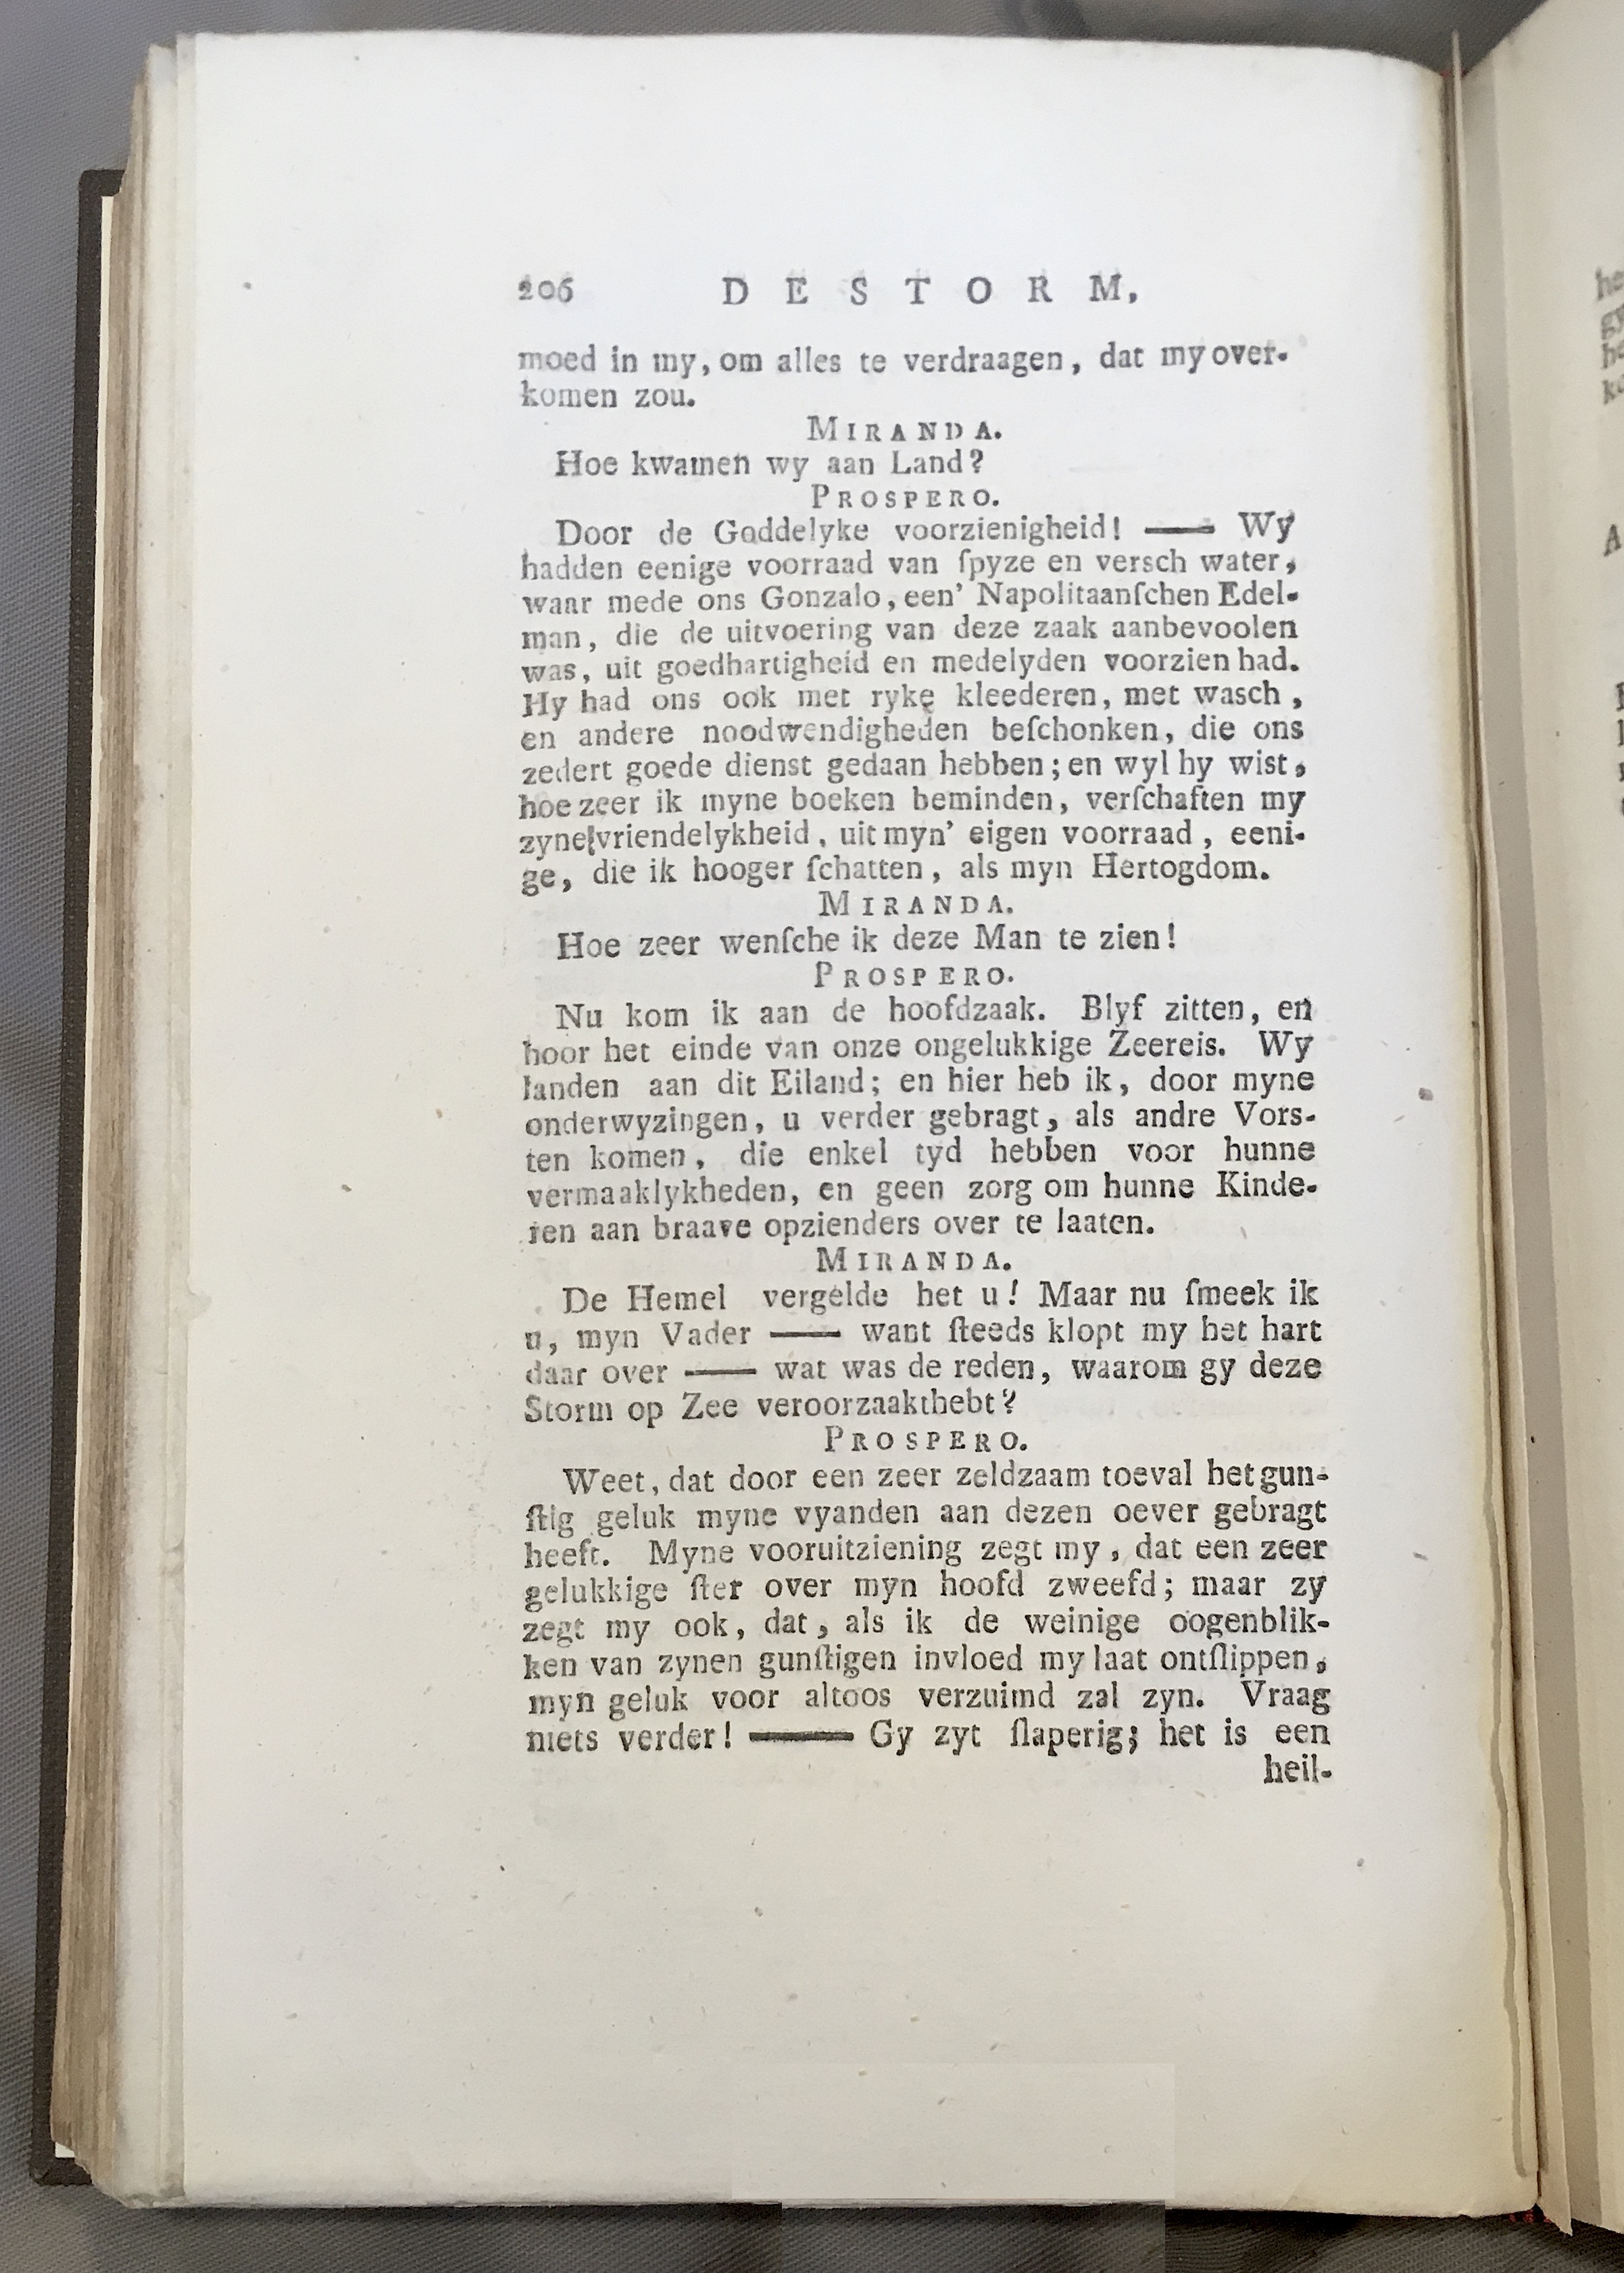 206 DE STORM,
moed in my, om alles te verdraagen, dat my over-
komen zou.
MIRANDA.
Hoe kwamen wy aan Land?
PROSPERO.
Door de Goddelyke voorzienigheid! —— Wy
hadden eenige voorraad van ſpyze en versch water,
waar mede ons Gonzalo, een' Napolitaanſchen Edel-
man, die de uitvoering van deze zaak aanbevoolen
was, uit goedhartigheid en medelyden voorzien had.
Hy had ons ook met ryke kleederen, met wasch,
en andere noodwendigheden beſchonken, die ons
zedert goede dienst gedaan hebben; en wyl hy wist,
hoe zeer ik myne boeken beminden, verſchaften my
zyne vriendelykheid, uit myn' eigen voorraad, eeni-
ge, die ik hooger ſchatten, als myn Hertogdom.
MIRANDA.
Hoe zeer wenſche ik deze Man te zien!
PROSPERO.
Nu kom ik aan de hoofdzaak. Blyf zitten, en
hoor het einde van onze ongelukkige Zeereis. Wy
landen aan dit Eiland; en hier heb ik, door myne
onderwyzingen, u verder gebragt, als andre Vors-
ten komen, die enkel tyd hebben voor hunne
vermaaklykheden, en geen zorg om hunne Kinde-
ren aan braave opzienders over te laaten.
MIRANDA.
De Hemel vergelde het u! Maar nu ſmeek ik
u, myn Vader —— want ſteeds klopt my het hart
daar over —— wat was de reden, waarom gy deze
Storm op Zee veroorzaakt hebt?
PROSPERO.
Weet, dat door een zeer zeldzaam toeval het gun-
ſtig geluk myne vyanden aan dezen oever gebragt
heeft. Myne vooruitziening zegt my, dat een zeer
gelukkige ſter over myn hoofd zweefd; maar zy
zegt my ook, dat, als ik de weinige oogenblik-
ken van zynen gunſtigen invloed my laat ontſlippen,
myn geluk voor altoos verzuimd zal zyn. Vraag
niets verder! ——— Gy zyt ſlaperig; het is een
heil-